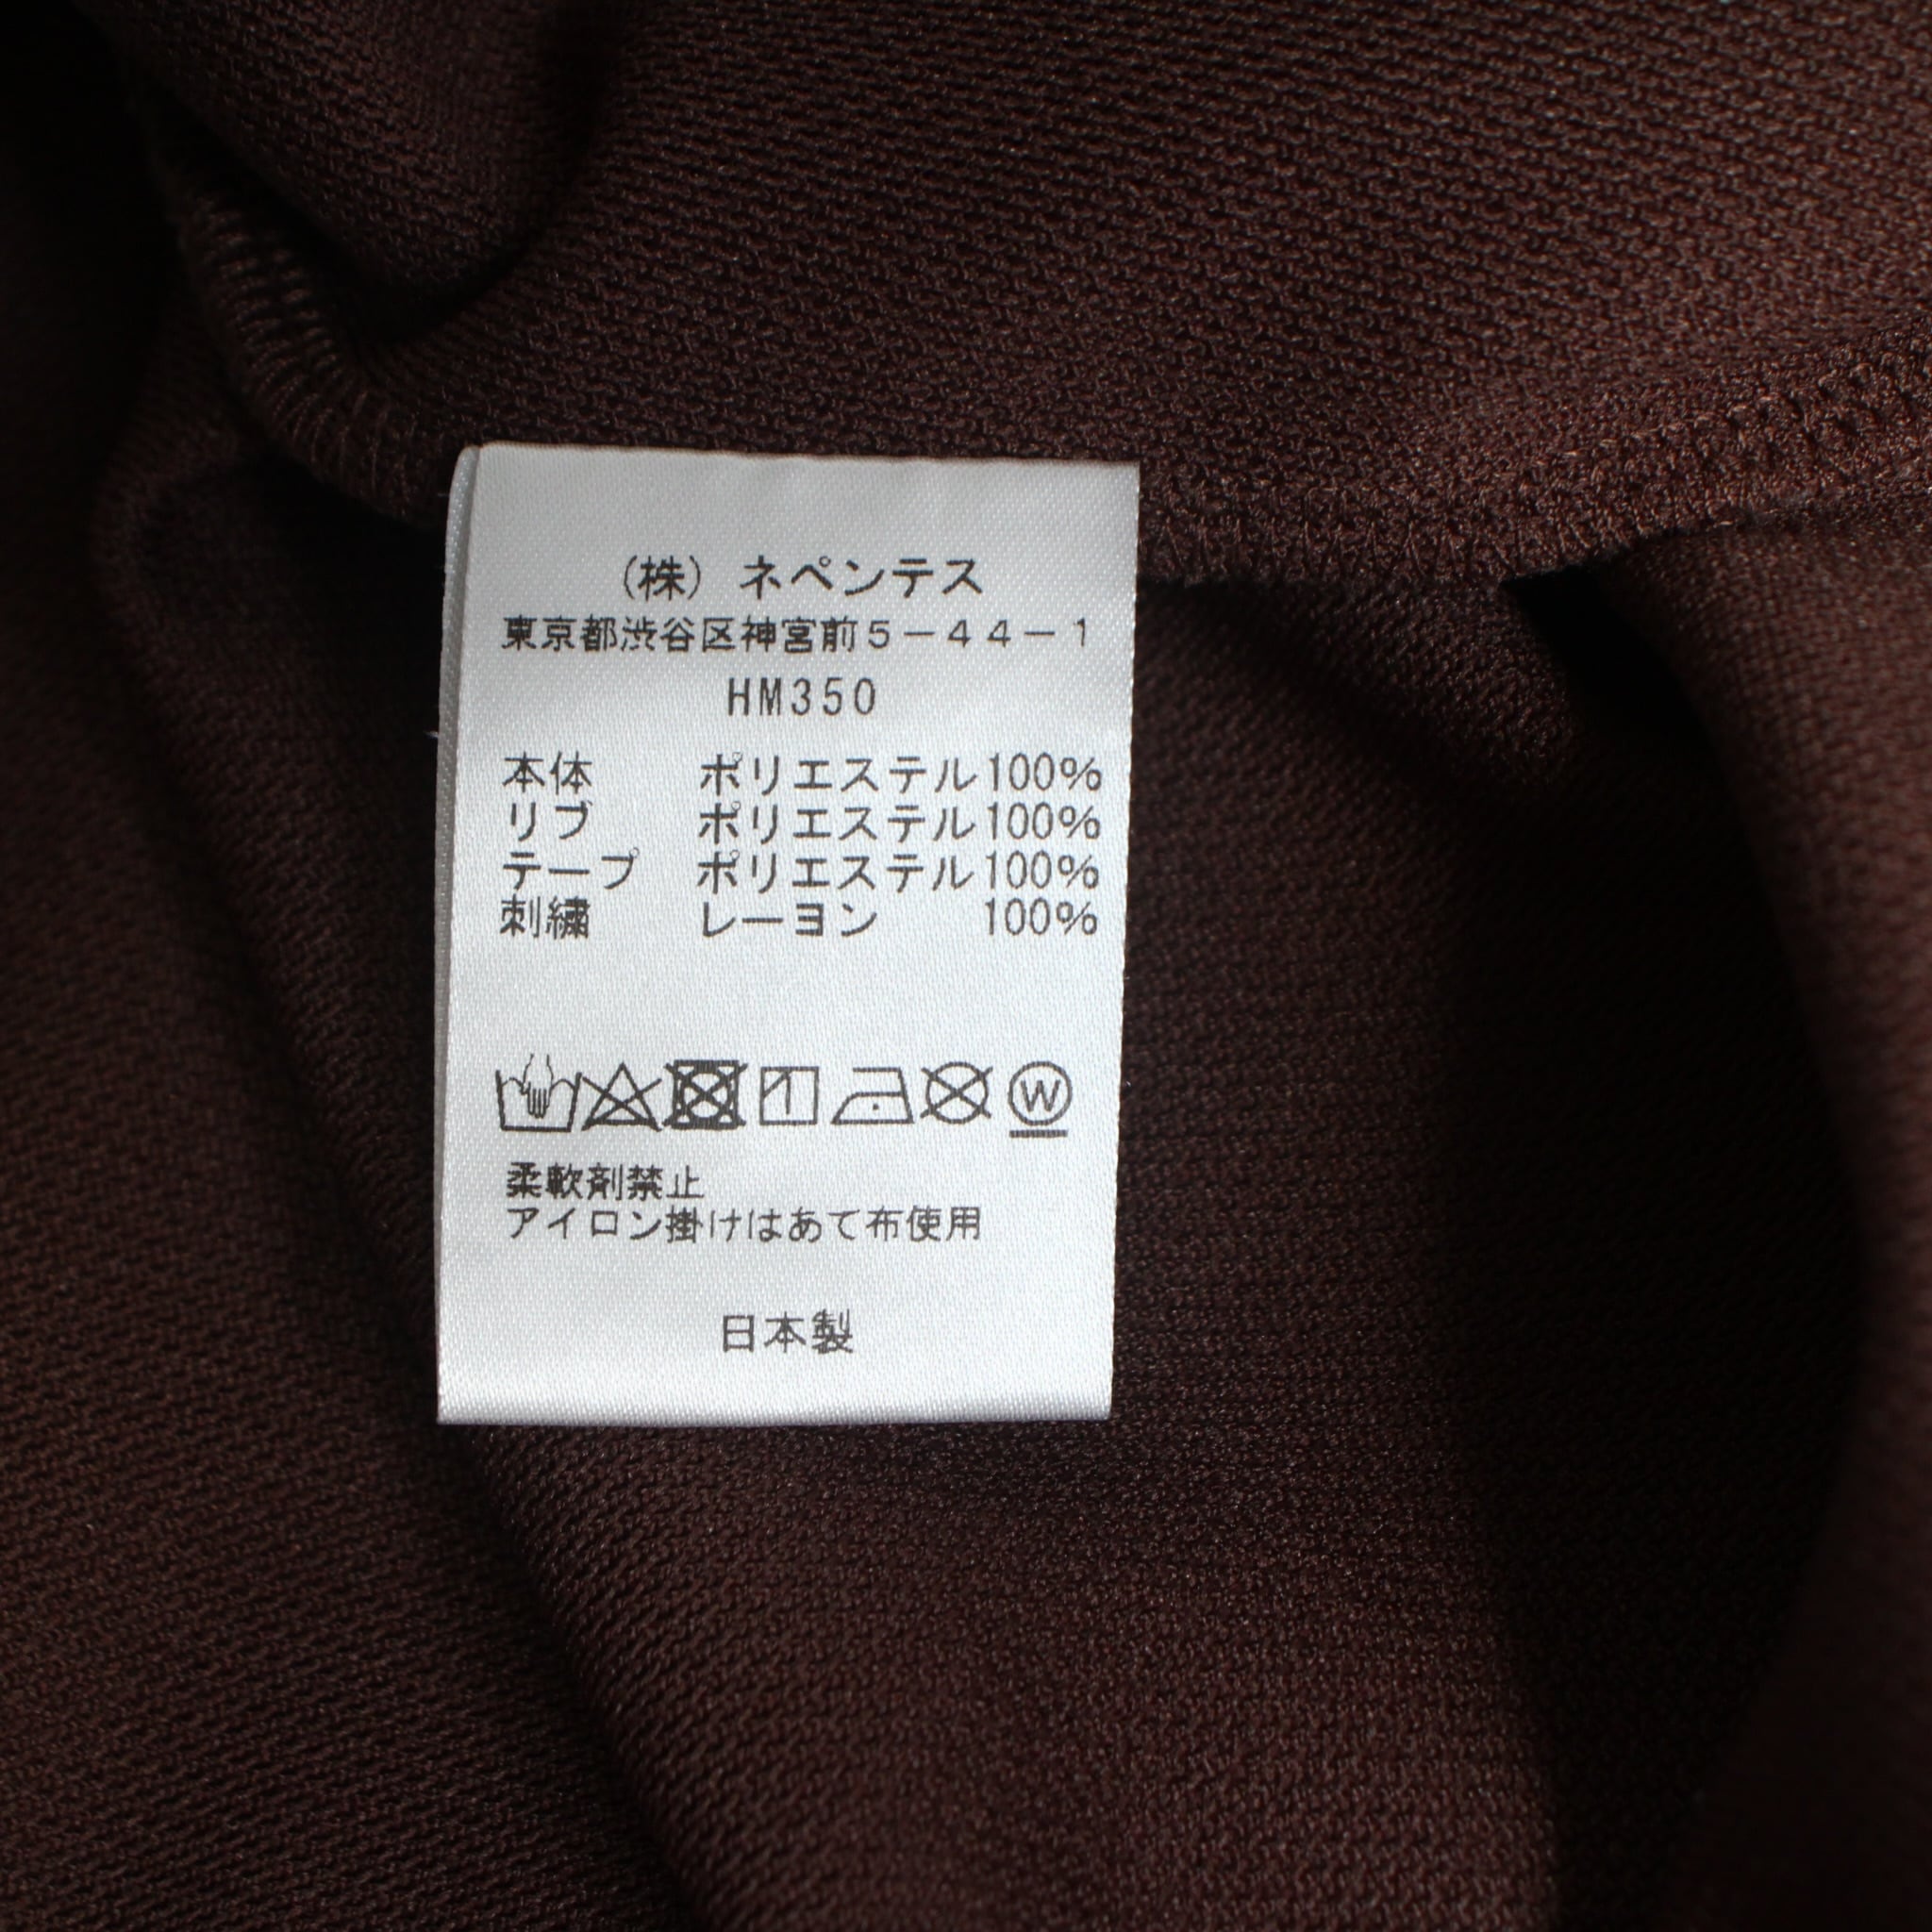 (株) ネペンテス
東京都渋谷区神宮前5-44-1
HM350
本体 ポリエステル100%
リブ ポリエステル100%
テープ ポリエステル100%
刺繍 レーヨン 100%
W
柔軟剤禁止
アイロン掛けはあて布使用
日本製